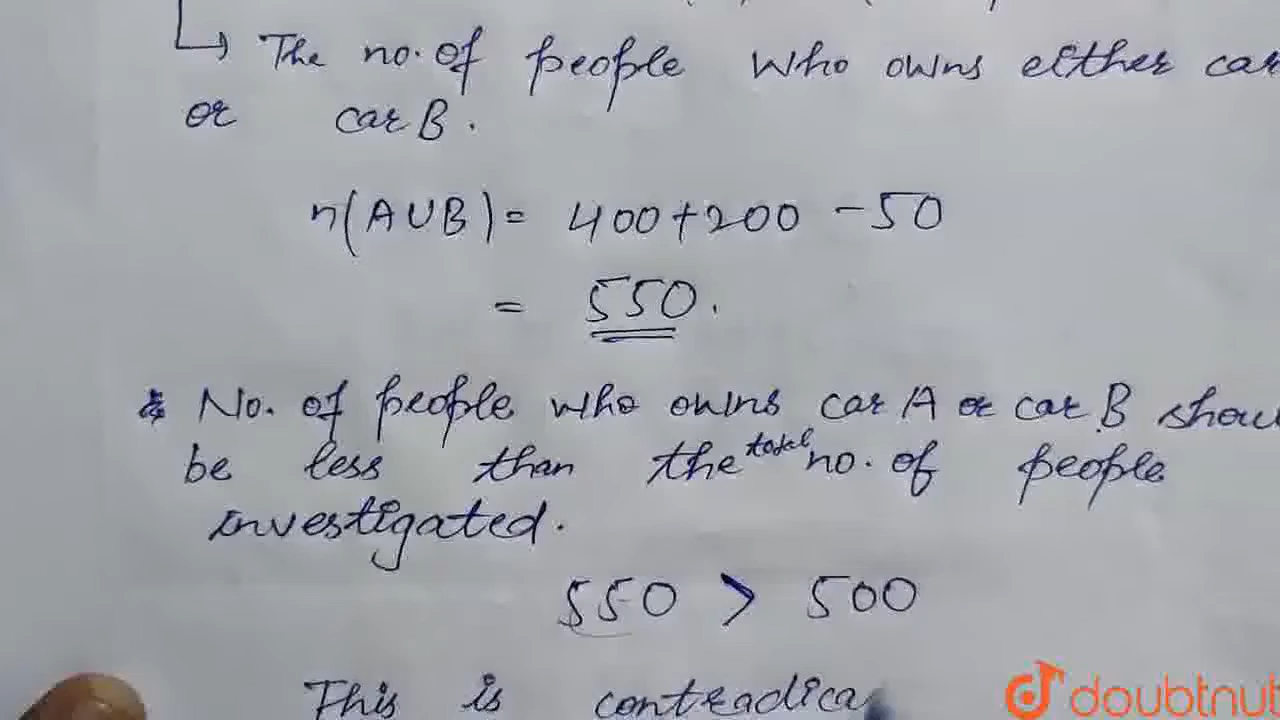 The no. of people who owns either car
or car B.
n(A∪B) = 400 + 200 - 50
= 550.
No. of people who owns car A or car B shou
be less than the total no. of people
investigated.
550 > 500
This is contradica
doubtnut